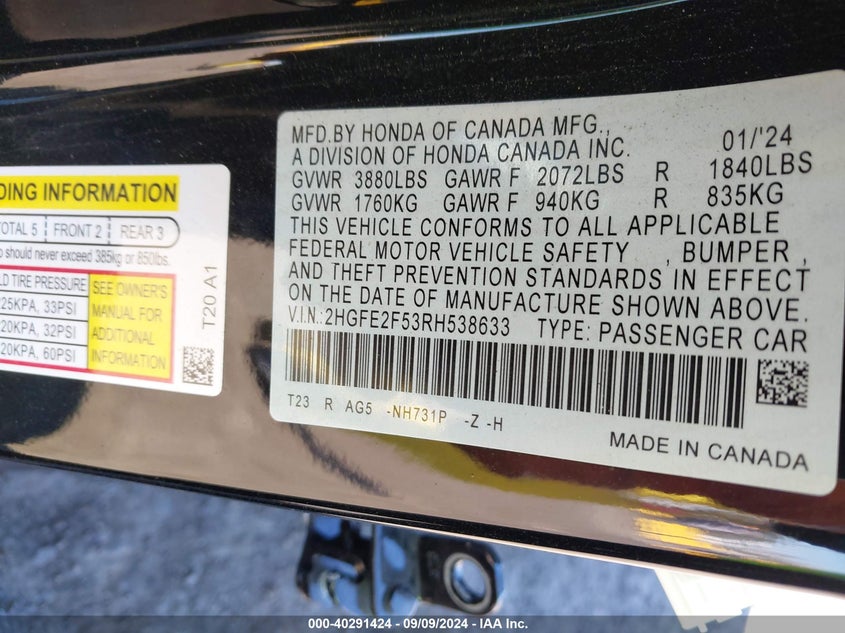 DING INFORMATION
TOTAL 5 FRONT 2 REAR 3
should never exceed 385kg or 850lbs.
TIRE PRESSURE
SEE OWNER'S
MANUAL FOR
ADDITIONAL
INFORMATION
25KPA, 33PSI
20KPA, 32PSI
20KPA, 60PSI
T20 A1
MFD.BY HONDA OF CANADA MFG.,
A DIVISION OF HONDA CANADA INC. 01/'24
GVWR 3880LBS GAWR F 2072LBS R 1840LBS
GVWR 1760KG GAWR F 940KG R 835KG
THIS VEHICLE CONFORMS TO ALL APPLICABLE
FEDERAL MOTOR VEHICLE SAFETY , BUMPER ,
AND THEFT PREVENTION STANDARDS IN EFFECT
ON THE DATE OF MANUFACTURE SHOWN ABOVE.
V.I.N.:2HGFE2F53RH538633 TYPE: PASSENGER CAR
T23 R AG5 -NH731P -Z -H
MADE IN CANADA
000-40291424 - 09/09/2024 - IAA Inc.